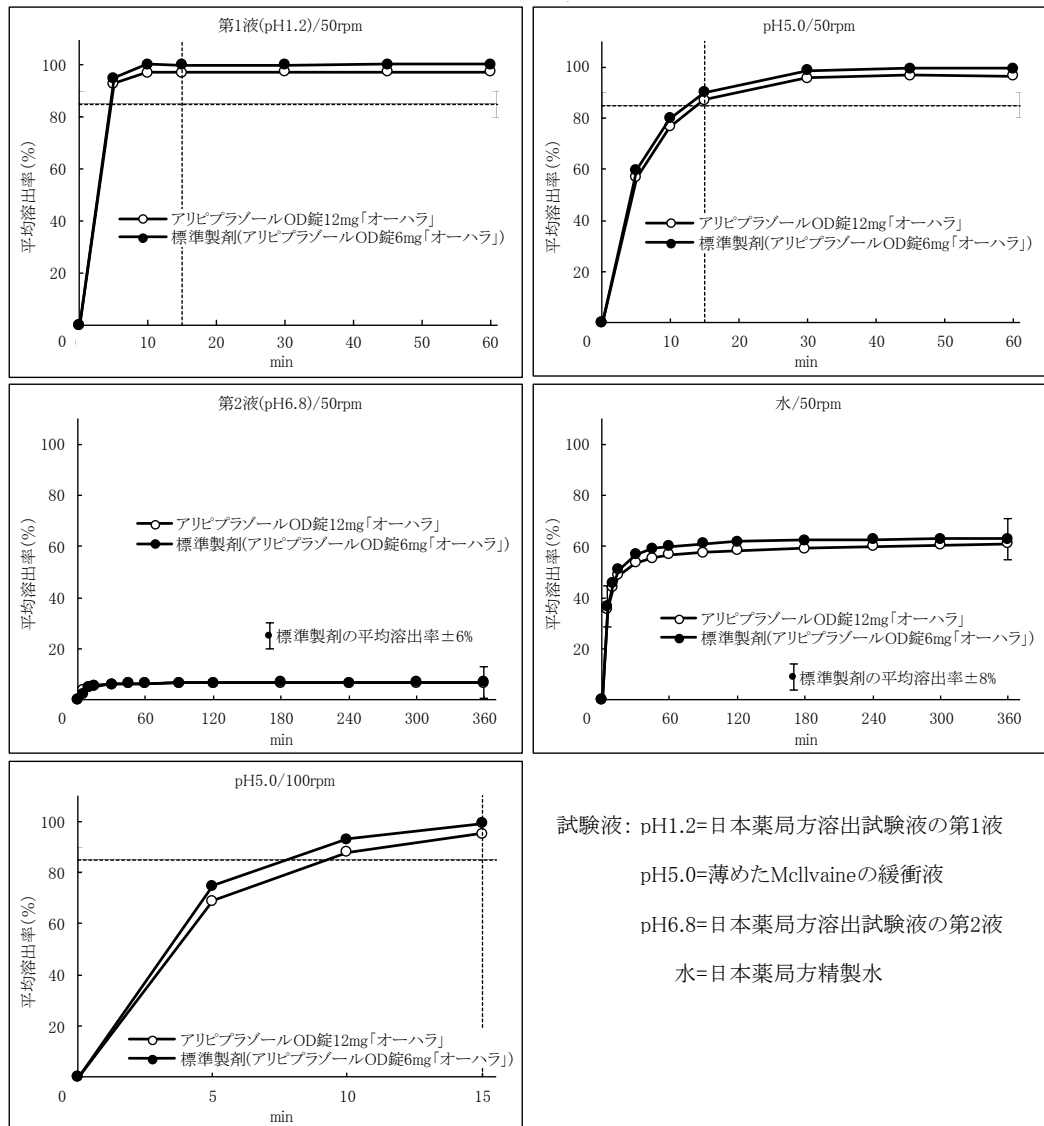 第1液(pH1.2)/50rpm
平均溶出率(%)
100
80
60
40
20
0
アリピプラゾールOD錠12mg「オーハラ」
標準製剤(アリピプラゾールOD錠6mg「オーハラ」)
10
20
30
40
50
60
min
pH5.0/50rpm
平均溶出率(%)
100
80
60
40
20
0
アリピプラゾールOD錠12mg「オーハラ」
標準製剤(アリピプラゾールOD錠6mg「オーハラ」)
10
20
30
40
50
60
min
第2液(pH6.8)/50rpm
平均溶出率(%)
100
80
60
40
20
0
アリピプラゾールOD錠12mg「オーハラ」
標準製剤(アリピプラゾールOD錠6mg「オーハラ」)
標準製剤の平均溶出率±6%
60
120
180
240
300
360
min
水/50rpm
平均溶出率(%)
100
80
60
40
20
0
アリピプラゾールOD錠12mg「オーハラ」
標準製剤(アリピプラゾールOD錠6mg「オーハラ」)
標準製剤の平均溶出率±8%
60
120
180
240
300
360
min
pH5.0/100rpm
平均溶出率(%)
100
80
60
40
20
0
アリピプラゾールOD錠12mg「オーハラ」
標準製剤(アリピプラゾールOD錠6mg「オーハラ」)
5
10
15
min
試験液: pH1.2=日本薬局方溶出試験液の第1液
pH5.0=薄めたMcllvaineの緩衝液
pH6.8=日本薬局方溶出試験液の第2液
水=日本薬局方精製水